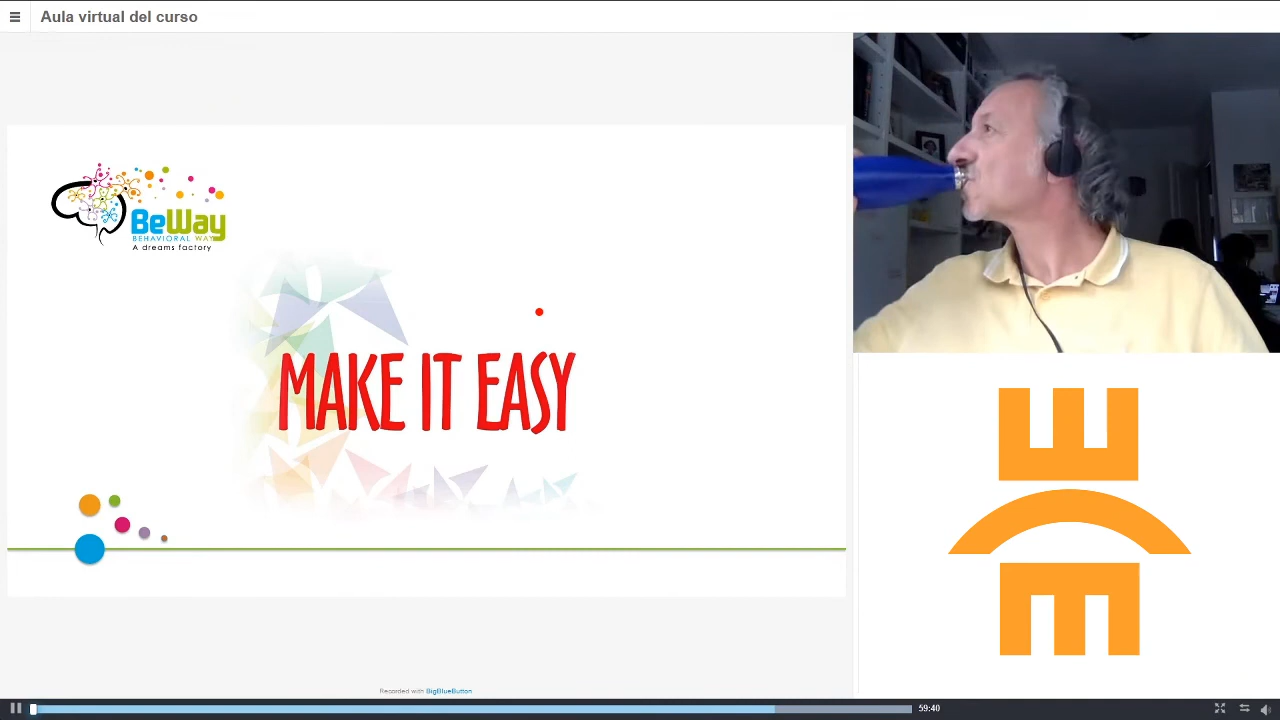 Aula virtual del curso
BeWay
BEHAVIORAL WAY
A dreams factory
MAKE IT EASY
Recorded with BigBlueButton
59:40